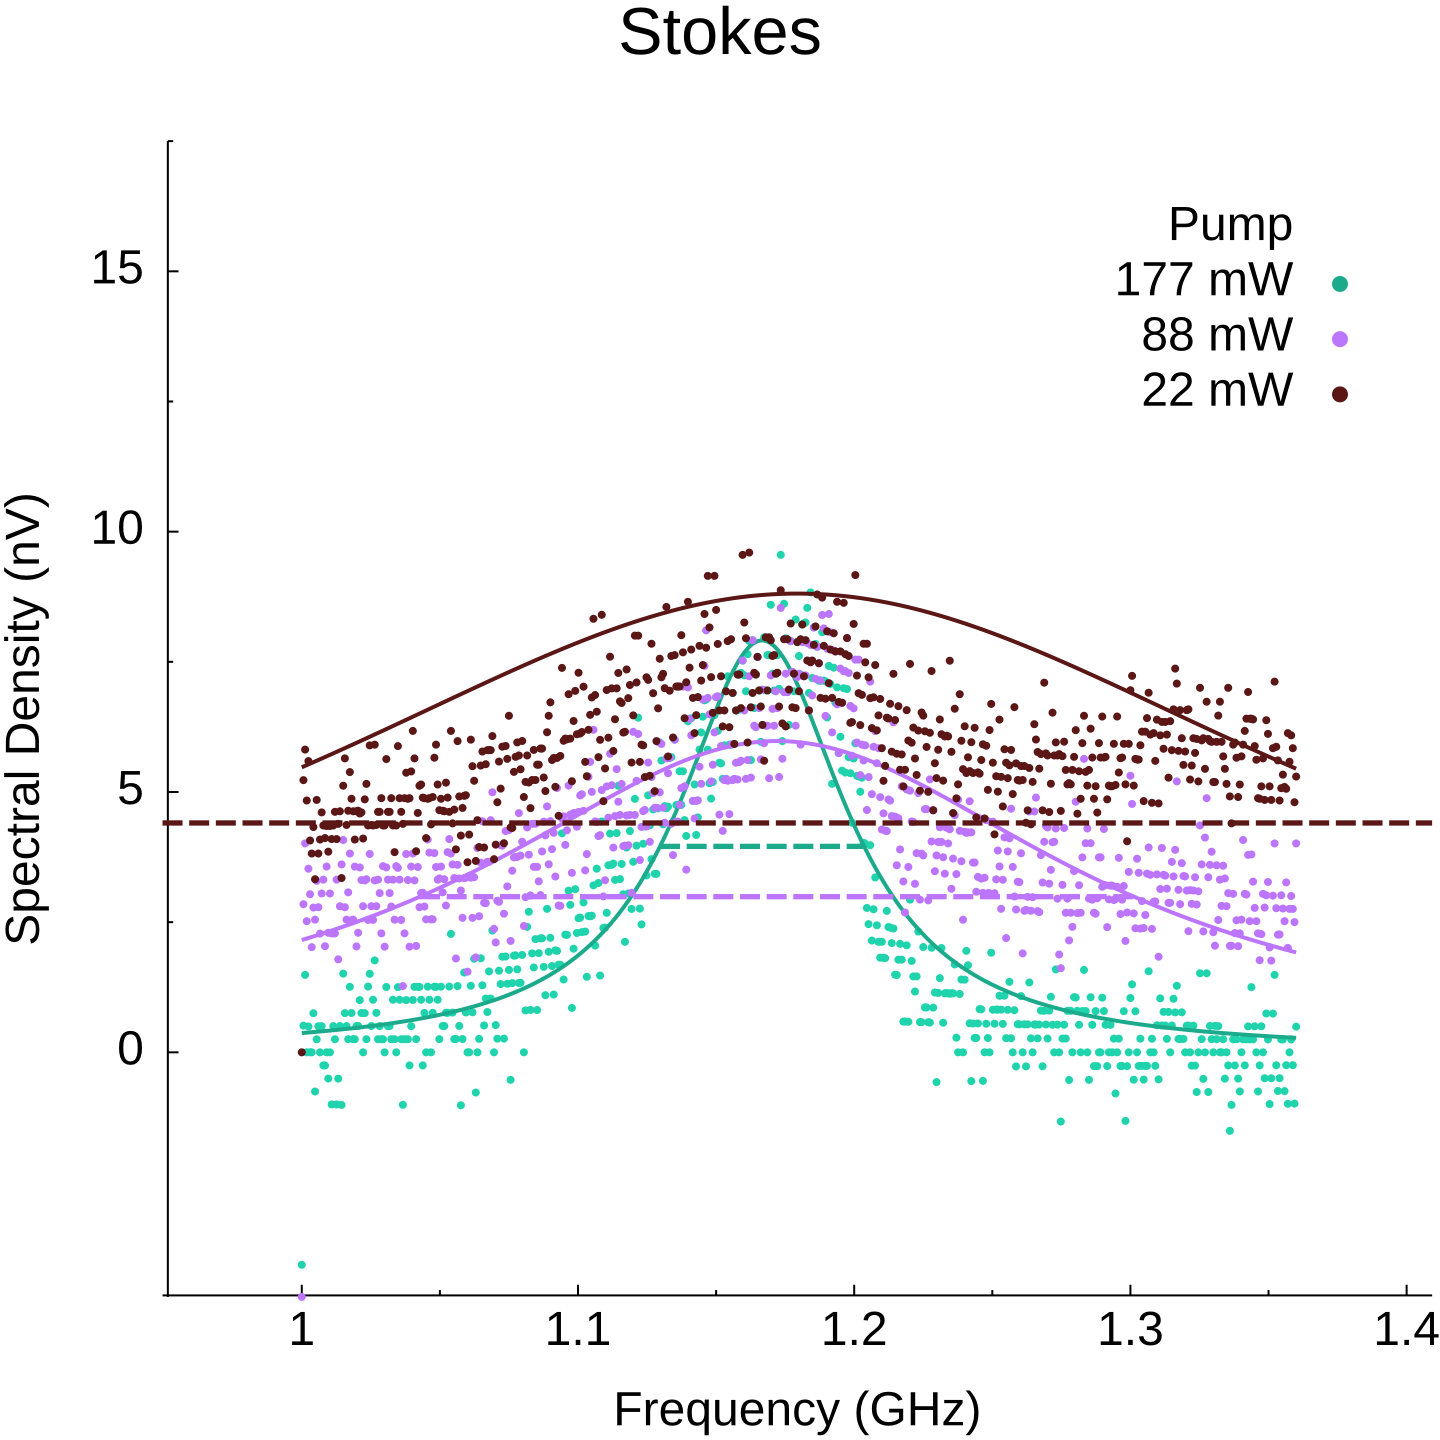 Stokes
Pump
177 mW
88 mW
22 mW
15
10
5
0
Spectral Density (nV)
1
1.1
1.2
1.3
1.4
Frequency (GHz)